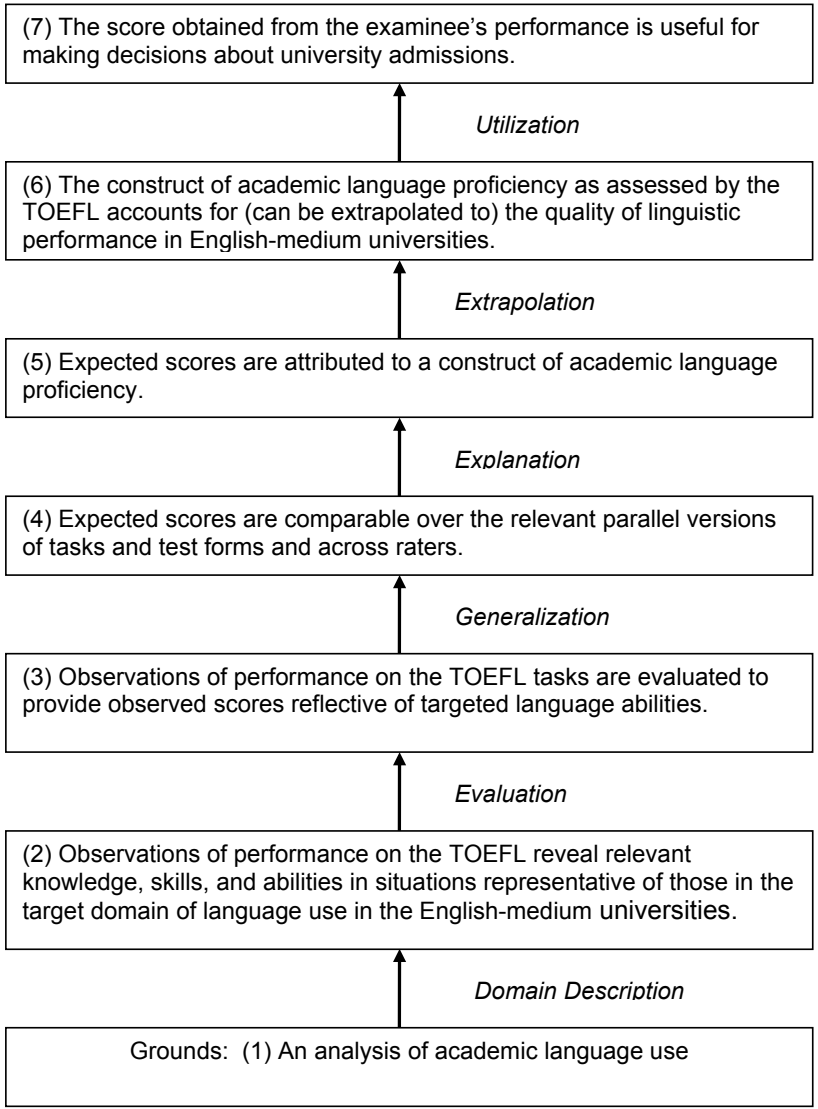 (7) The score obtained from the examinee’s performance is useful for
making decisions about university admissions.
Utilization
(6) The construct of academic language proficiency as assessed by the
TOEFL accounts for (can be extrapolated to) the quality of linguistic
performance in English-medium universities.
Extrapolation
(5) Expected scores are attributed to a construct of academic language
proficiency.
Explanation
(4) Expected scores are comparable over the relevant parallel versions
of tasks and test forms and across raters.
Generalization
(3) Observations of performance on the TOEFL tasks are evaluated to
provide observed scores reflective of targeted language abilities.
Evaluation
(2) Observations of performance on the TOEFL reveal relevant
knowledge, skills, and abilities in situations representative of those in the
target domain of language use in the English-medium universities.
Domain Description
Grounds: (1) An analysis of academic language use